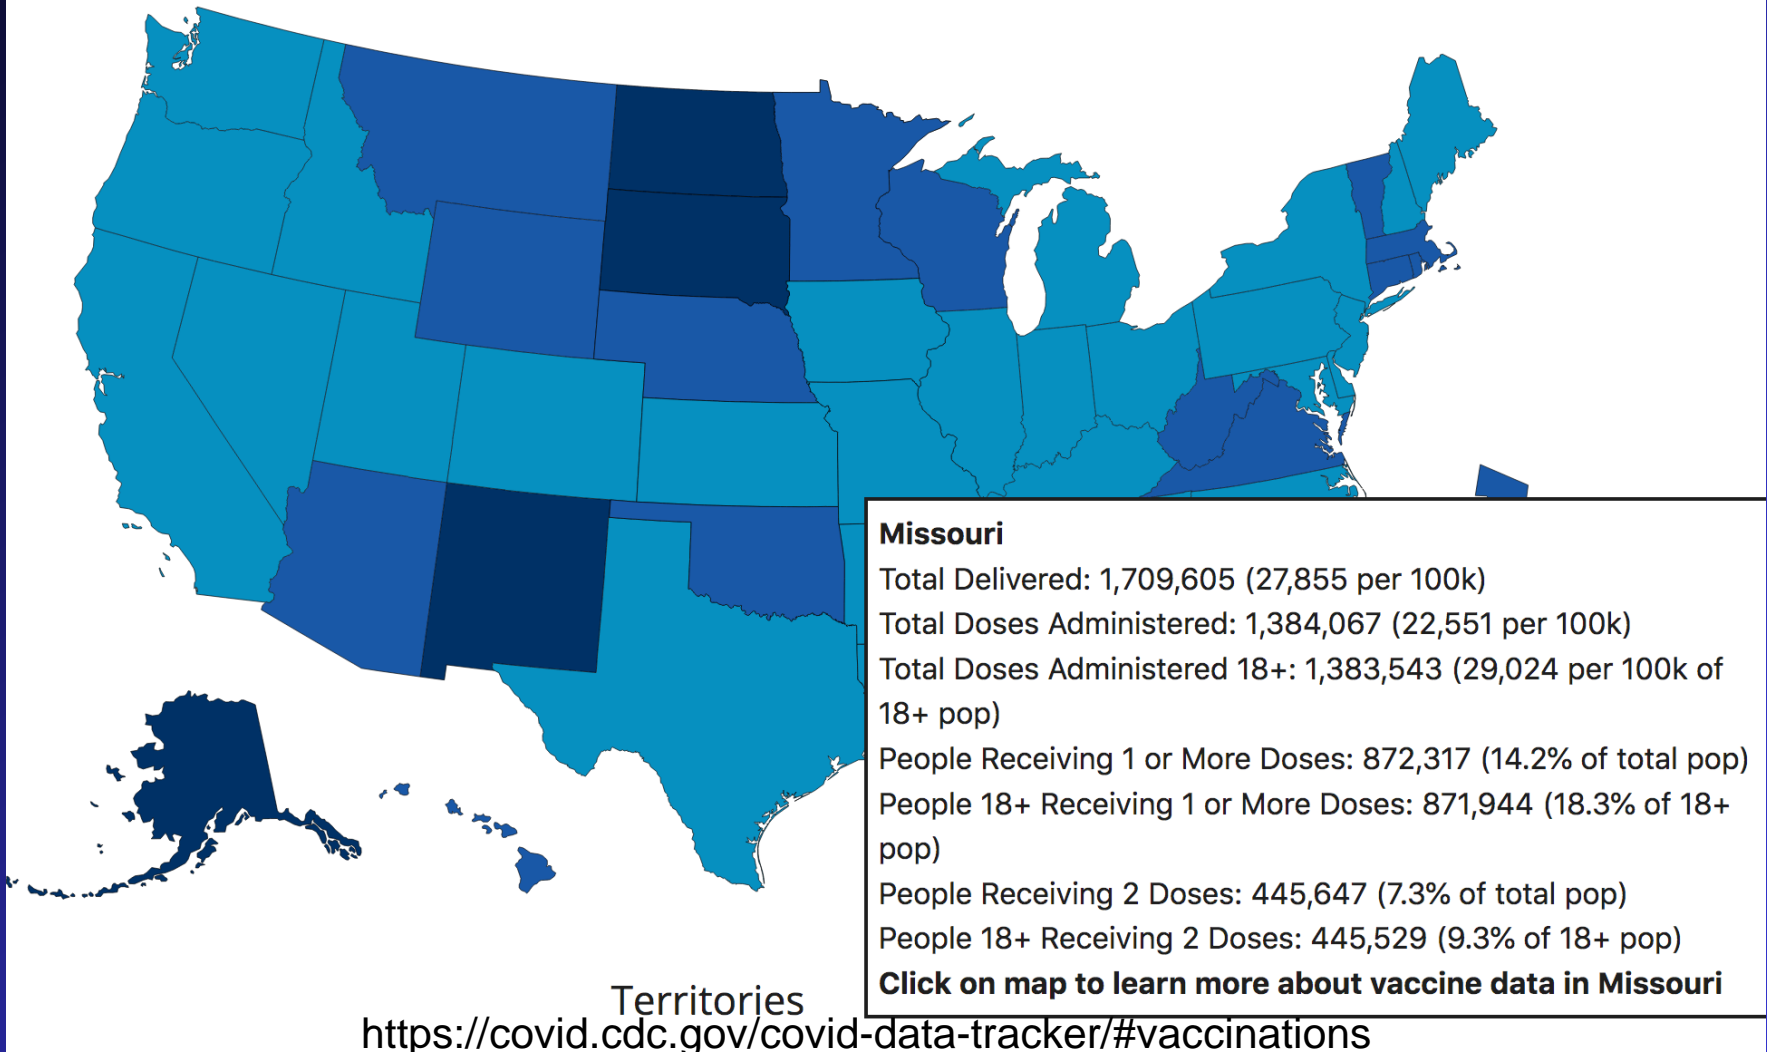 Missouri
Total Delivered: 1,709,605 (27,855 per 100k)
Total Doses Administered: 1,384,067 (22,551 per 100k)
Total Doses Administered 18+: 1,383,543 (29,024 per 100k of
18+ pop)
People Receiving 1 or More Doses: 872,317 (14.2% of total pop)
People 18+ Receiving 1 or More Doses: 871,944 (18.3% of 18+
pop)
People Receiving 2 Doses: 445,647 (7.3% of total pop)
People 18+ Receiving 2 Doses: 445,529 (9.3% of 18+ pop)
Click on map to learn more about vaccine data in Missouri
Territories
https://covid.cdc.gov/covid-data-tracker/#vaccinations